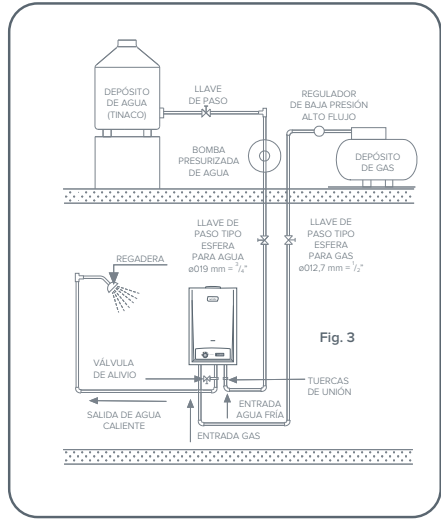 DEPÓSITO
DE AGUA
(TINACO)
LLAVE
DE PASO
REGULADOR
DE BAJA PRESIÓN
ALTO FLUJO
BOMBA
PRESURIZADA
DE AGUA
DEPÓSITO
DE GAS
LLAVE DE
PASO TIPO
ESFERA
PARA AGUA
ø019 mm = 3/4"
LLAVE DE
PASO TIPO
ESFERA
PARA GAS
ø012,7 mm = 1/2"
REGADERA
Fig. 3
VÁLVULA
DE ALIVIO
TUERCAS
DE UNIÓN
ENTRADA
AGUA FRÍA
SALIDA DE AGUA
CALIENTE
ENTRADA GAS